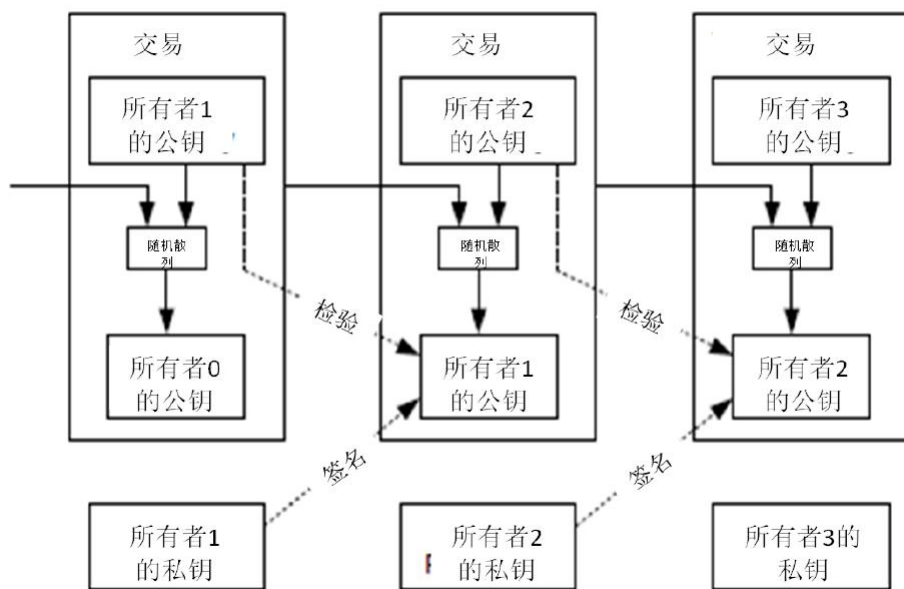 交易
所有者1
的公钥
随机散
列
所有者0
的公钥
交易
所有者2
的公钥
随机散
列
所有者1
的公钥
交易
所有者3
的公钥
随机散
列
所有者2
的公钥
检验
检验
签名
签名
所有者1
的私钥
所有者2
的私钥
所有者3的
私钥